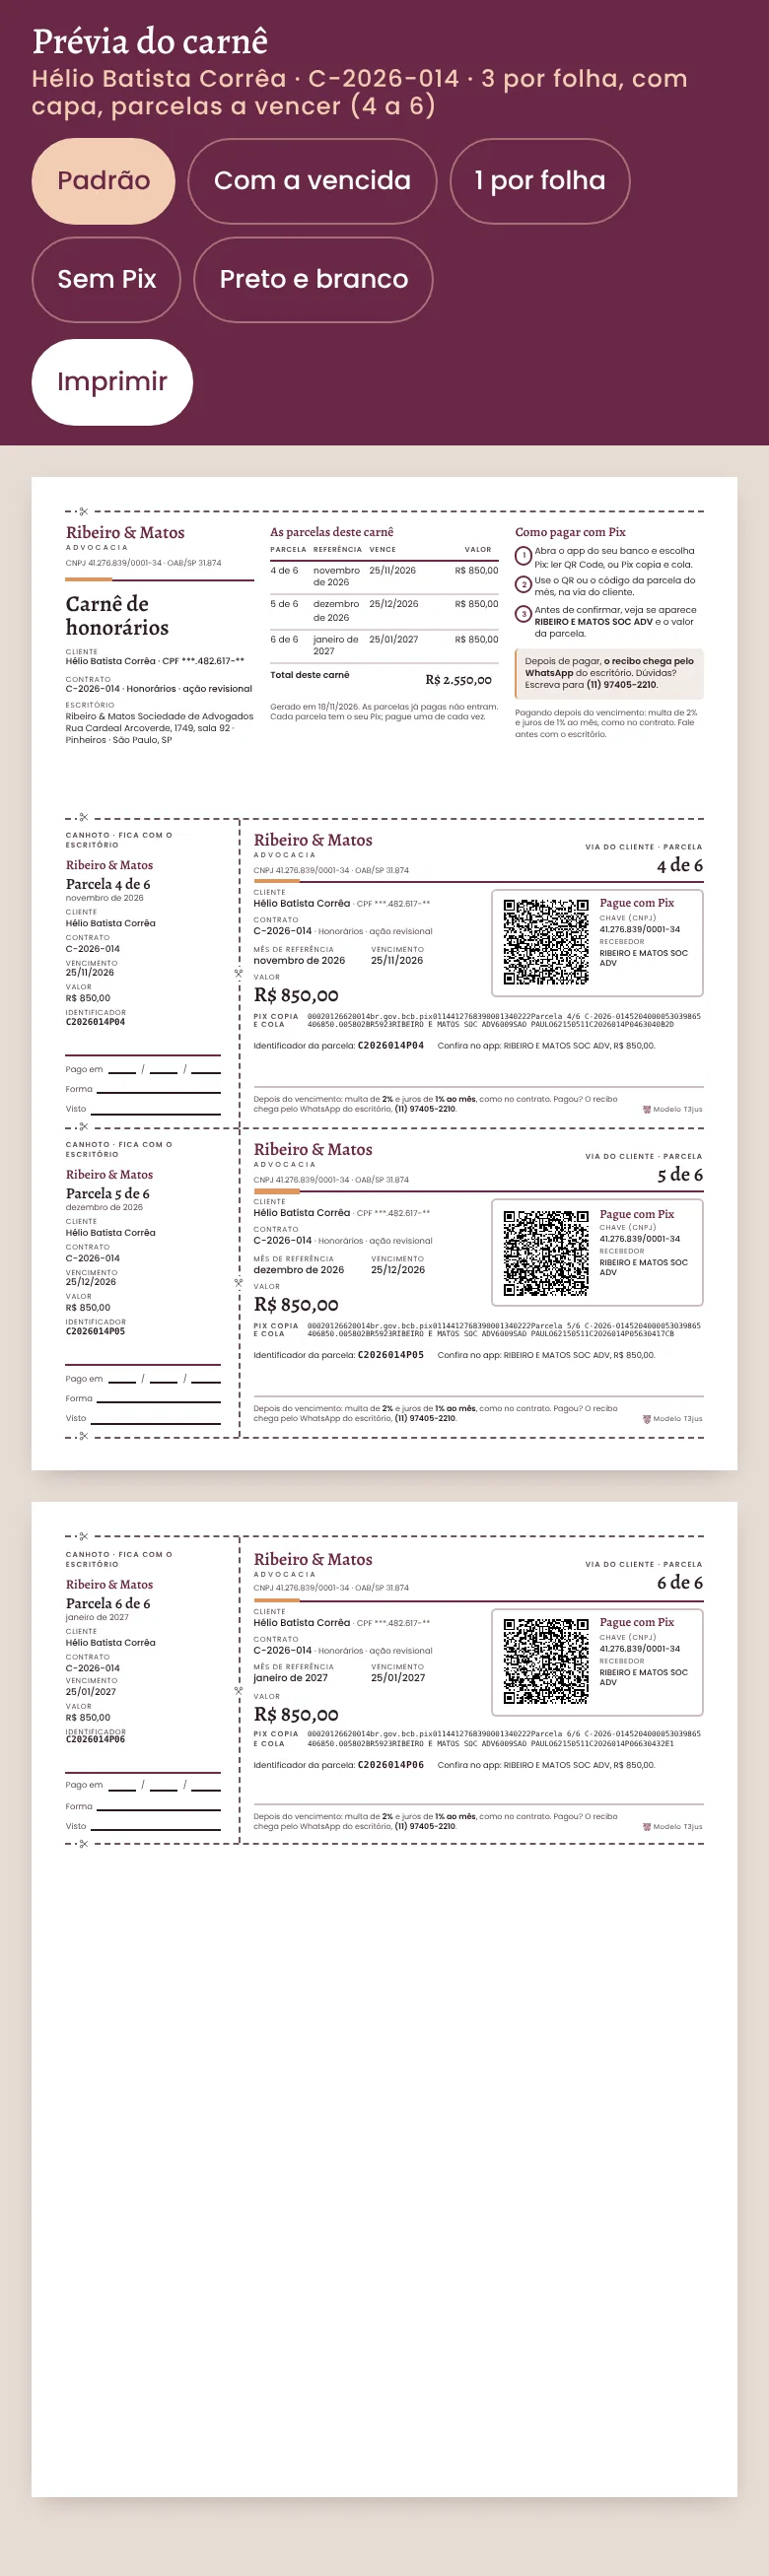 Prévia do carnê
Hélio Batista Corrêa · C-2026-014 · 3 por folha, com
capa, parcelas a vencer (4 a 6)
Padrão
Com a vencida
1 por folha
Sem Pix
Preto e branco
Imprimir
Ribeiro & Matos
ADVOCACIA
CNPJ 41.276.839/0001-34 · OAB/SP 31.874
Carnê de
honorários
CLIENTE
Hélio Batista Corrêa · CPF ***.482.617-**
CONTRATO
C-2026-014 · Honorários · ação revisional
ESCRITÓRIO
Ribeiro & Matos Sociedade de Advogados
Rua Cardeal Arcoverde, 1749, sala 92 ·
Pinheiros · São Paulo, SP
As parcelas deste carnê
PARCELA REFERÊNCIA VENCE VALOR
4 de 6 novembro 25/11/2026 R$ 850,00
de 2026
5 de 6 dezembro 25/12/2026 R$ 850,00
de 2026
6 de 6 janeiro de 25/01/2027 R$ 850,00
2027
Total deste carnê R$ 2.550,00
Gerado em 18/11/2026. As parcelas já pagas não entram.
Cada parcela tem o seu Pix; pague uma de cada vez.
Como pagar com Pix
1 Abra o app do seu banco e escolha
Pix: ler QR Code, ou Pix copia e cola.
2 Use o QR ou o código da parcela do
mês, na via do cliente.
3 Antes de confirmar, veja se aparece
RIBEIRO E MATOS SOC ADV e o valor
da parcela.
Depois de pagar, o recibo chega pelo
WhatsApp do escritório. Dúvidas?
Escreva para (11) 97405-2210.
Pagando depois do vencimento: multa de 2%
e juros de 1% ao mês, como no contrato. Fale
antes com o escritório.
CANHOTO · FICA COM O
ESCRITÓRIO
Ribeiro & Matos
Parcela 4 de 6
novembro de 2026
CLIENTE
Hélio Batista Corrêa
CONTRATO
C-2026-014
VENCIMENTO
25/11/2026
VALOR
R$ 850,00
IDENTIFICADOR
C2026014P04
Pago em / /
Forma
Visto
Ribeiro & Matos
ADVOCACIA
CNPJ 41.276.839/0001-34 · OAB/SP 31.874
VIA DO CLIENTE · PARCELA
4 de 6
CLIENTE
Hélio Batista Corrêa · CPF ***.482.617-**
CONTRATO
C-2026-014 · Honorários · ação revisional
MÊS DE REFERÊNCIA VENCIMENTO
novembro de 2026 25/11/2026
VALOR
R$ 850,00
Pague com Pix
CHAVE (CNPJ)
41.276.839/0001-34
RECEBEDOR
RIBEIRO E MATOS SOC
ADV
PIX COPIA
E COLA
Identificador da parcela: C2026014P04 Confira no app: RIBEIRO E MATOS SOC ADV, R$ 850,00.
Depois do vencimento: multa de 2% e juros de 1% ao mês, como no contrato. Pagou? O recibo
chega pelo WhatsApp do escritório, (11) 97405-2210.
Modelo T3jus
CANHOTO · FICA COM O
ESCRITÓRIO
Ribeiro & Matos
Parcela 5 de 6
dezembro de 2026
CLIENTE
Hélio Batista Corrêa
CONTRATO
C-2026-014
VENCIMENTO
25/12/2026
VALOR
R$ 850,00
IDENTIFICADOR
C2026014P05
Pago em / /
Forma
Visto
Ribeiro & Matos
ADVOCACIA
CNPJ 41.276.839/0001-34 · OAB/SP 31.874
VIA DO CLIENTE · PARCELA
5 de 6
CLIENTE
Hélio Batista Corrêa · CPF ***.482.617-**
CONTRATO
C-2026-014 · Honorários · ação revisional
MÊS DE REFERÊNCIA VENCIMENTO
dezembro de 2026 25/12/2026
VALOR
R$ 850,00
Pague com Pix
CHAVE (CNPJ)
41.276.839/0001-34
RECEBEDOR
RIBEIRO E MATOS SOC
ADV
PIX COPIA
E COLA
Identificador da parcela: C2026014P05 Confira no app: RIBEIRO E MATOS SOC ADV, R$ 850,00.
Depois do vencimento: multa de 2% e juros de 1% ao mês, como no contrato. Pagou? O recibo
chega pelo WhatsApp do escritório, (11) 97405-2210.
Modelo T3jus
CANHOTO · FICA COM O
ESCRITÓRIO
Ribeiro & Matos
Parcela 6 de 6
janeiro de 2027
CLIENTE
Hélio Batista Corrêa
CONTRATO
C-2026-014
VENCIMENTO
25/01/2027
VALOR
R$ 850,00
IDENTIFICADOR
C2026014P06
Pago em / /
Forma
Visto
Ribeiro & Matos
ADVOCACIA
CNPJ 41.276.839/0001-34 · OAB/SP 31.874
VIA DO CLIENTE · PARCELA
6 de 6
CLIENTE
Hélio Batista Corrêa · CPF ***.482.617-**
CONTRATO
C-2026-014 · Honorários · ação revisional
MÊS DE REFERÊNCIA VENCIMENTO
janeiro de 2027 25/01/2027
VALOR
R$ 850,00
Pague com Pix
CHAVE (CNPJ)
41.276.839/0001-34
RECEBEDOR
RIBEIRO E MATOS SOC
ADV
PIX COPIA
E COLA
Identificador da parcela: C2026014P06 Confira no app: RIBEIRO E MATOS SOC ADV, R$ 850,00.
Depois do vencimento: multa de 2% e juros de 1% ao mês, como no contrato. Pagou? O recibo
chega pelo WhatsApp do escritório, (11) 97405-2210.
Modelo T3jus